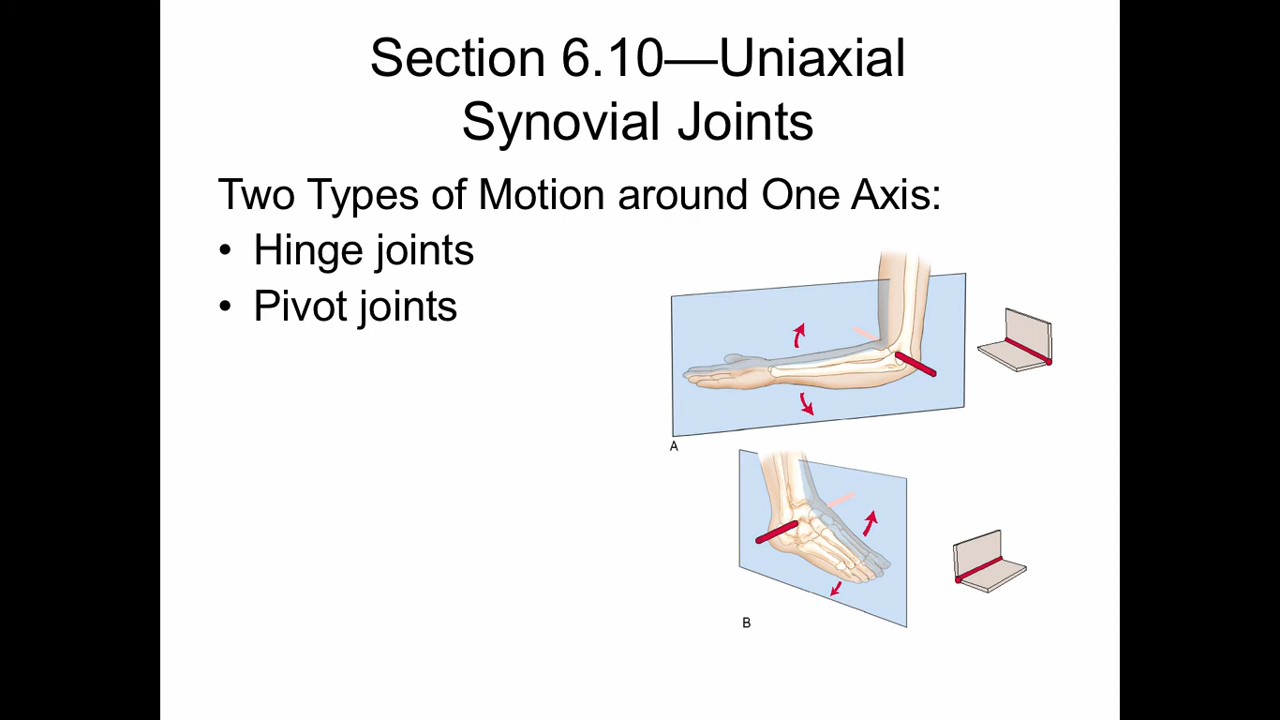 Section 6.10—Uniaxial
Synovial Joints
Two Types of Motion around One Axis:
• Hinge joints
• Pivot joints
A
B